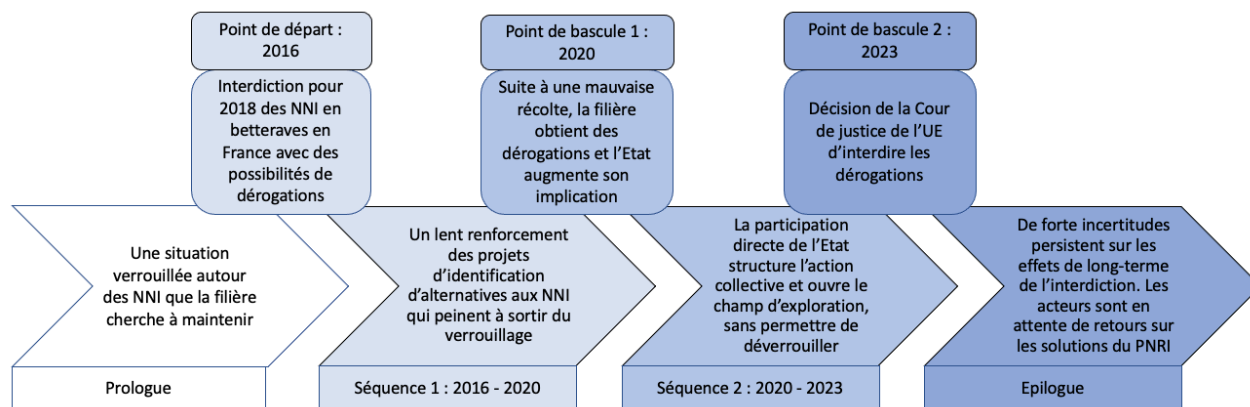 Point de départ :
2016
Interdiction pour
2018 des NNI en
betteraves en
France avec des
possibilités de
dérogations
Point de bascule 1 :
2020
Suite à une mauvaise
récolte, la filière
obtient des
dérogations et l’Etat
augmente son
implication
Point de bascule 2 :
2023
Décision de la Cour
de justice de l’UE
d’interdire les
dérogations
Une situation
verrouillée autour
des NNI que la filière
cherche à maintenir
Un lent renforcement
des projets
d’identification
d’alternatives aux NNI
qui peinent à sortir du
verrouillage
La participation
directe de l’Etat
structure l’action
collective et ouvre le
champ d’exploration,
sans permettre de
déverrouiller
De forte incertitudes
persistent sur les
effets de long-terme
de l’interdiction. Les
acteurs sont en
attente de retours sur
les solutions du PNRI
Prologue
Séquence 1 : 2016 - 2020
Séquence 2 : 2020 - 2023
Epilogue